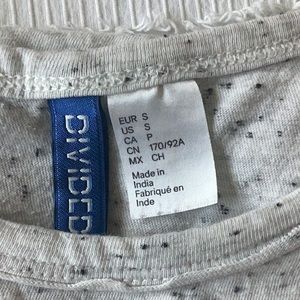 DIVIDED
EUR S
US S
CA P
CN 170/92A
MX CH
Made in
India
Fabriqué en
Inde